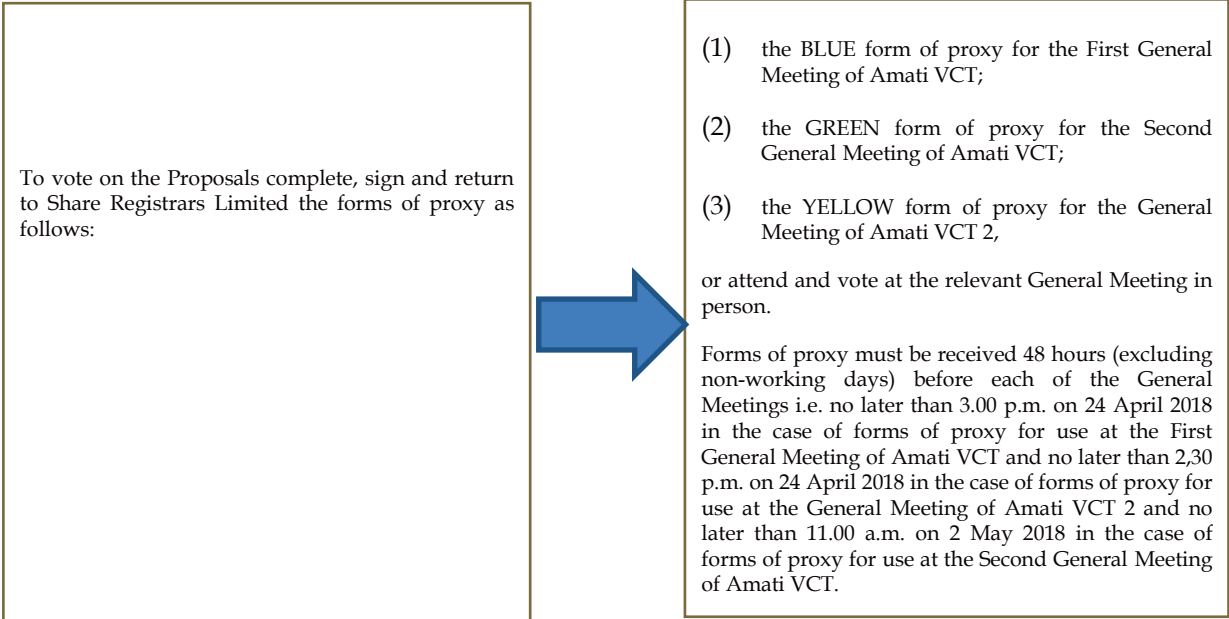 To vote on the Proposals complete, sign and return
to Share Registrars Limited the forms of proxy as
follows:
(1) the BLUE form of proxy for the First General
Meeting of Amati VCT;
(2) the GREEN form of proxy for the Second
General Meeting of Amati VCT;
(3) the YELLOW form of proxy for the General
Meeting of Amati VCT 2,
or attend and vote at the relevant General Meeting in
person.
Forms of proxy must be received 48 hours (excluding
non-working days) before each of the General
Meetings i.e. no later than 3.00 p.m. on 24 April 2018
in the case of forms of proxy for use at the First
General Meeting of Amati VCT and no later than 2,30
p.m. on 24 April 2018 in the case of forms of proxy for
use at the General Meeting of Amati VCT 2 and no
later than 11.00 a.m. on 2 May 2018 in the case of
forms of proxy for use at the Second General Meeting
of Amati VCT.